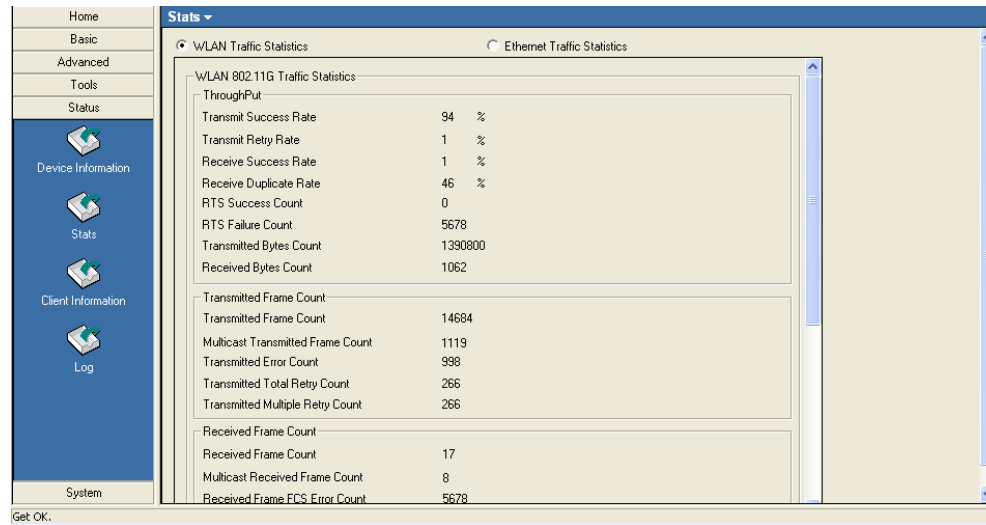 Home
Basic
Advanced
Tools
Status
Device Information
Stats
Client Information
Log
System
Stats
WLAN Traffic Statistics Ethernet Traffic Statistics
WLAN 802.11G Traffic Statistics
ThroughPut
Transmit Success Rate 94 %
Transmit Retry Rate 1 %
Receive Success Rate 1 %
Receive Duplicate Rate 46 %
RTS Success Count 0
RTS Failure Count 5678
Transmitted Bytes Count 1390800
Received Bytes Count 1062
Transmitted Frame Count
Transmitted Frame Count 14684
Multicast Transmitted Frame Count 1119
Transmitted Error Count 998
Transmitted Total Retry Count 266
Transmitted Multiple Retry Count 266
Received Frame Count
Received Frame Count 17
Multicast Received Frame Count 8
Received Frame FCS Error Count 5678
Get OK.